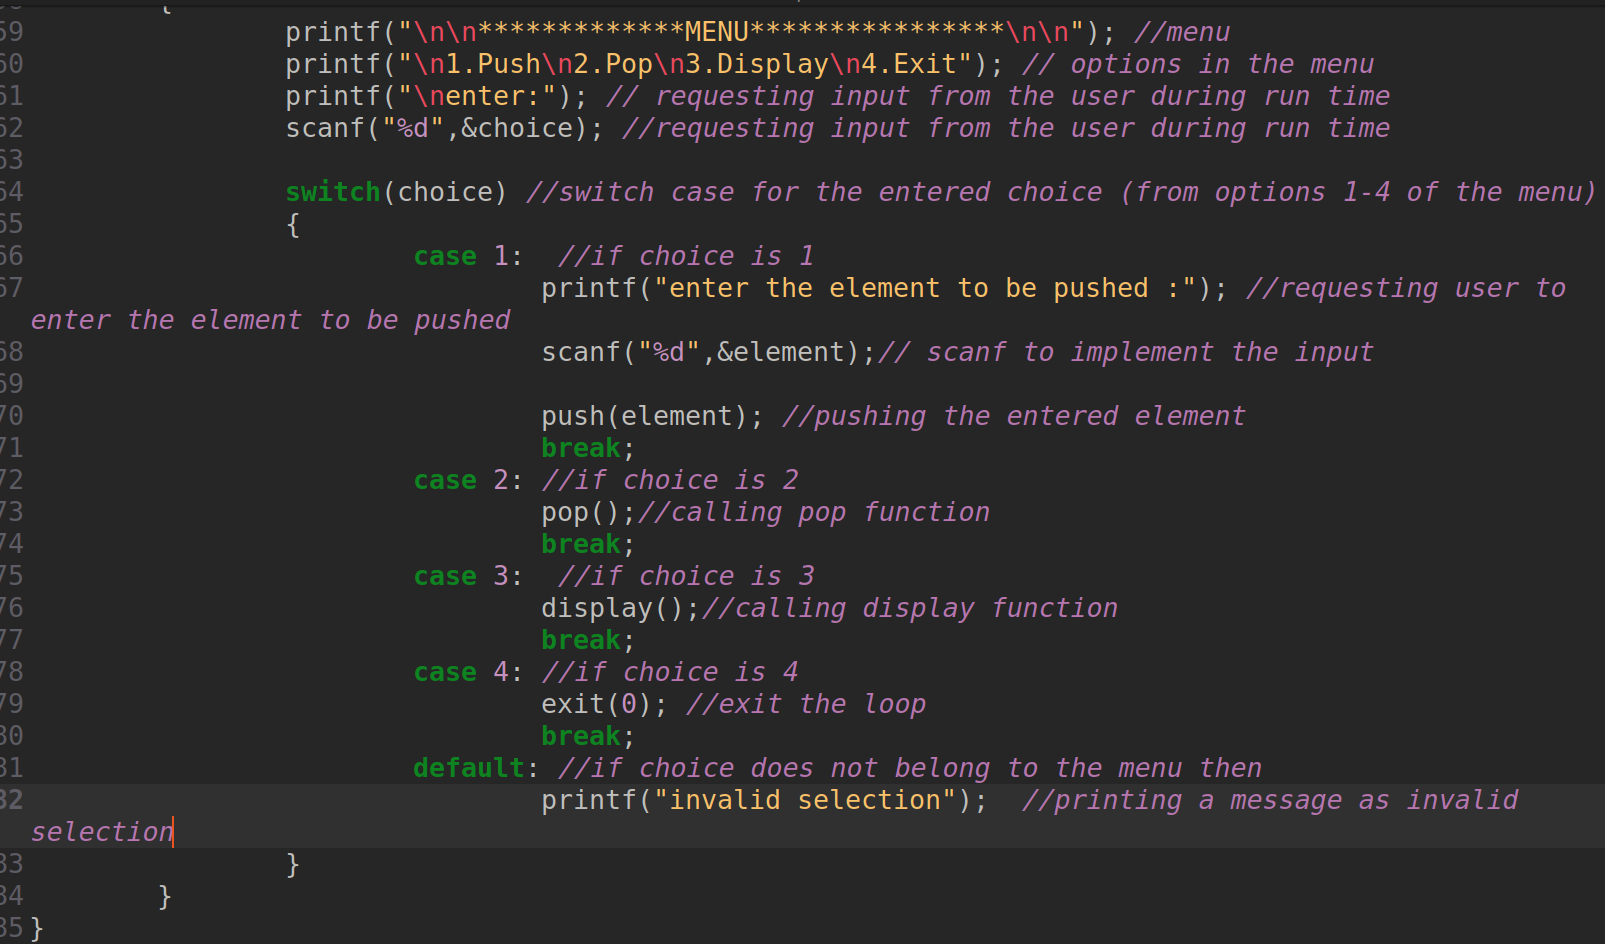 {
59 printf("\n\n*************MENU****************\n\n"); //menu
60 printf("\n1.Push\n2.Pop\n3.Display\n4.Exit"); // options in the menu
61 printf("\nenter:"); // requesting input from the user during run time
62 scanf("%d",&choice); //requesting input from the user during run time
63
64 switch(choice) //switch case for the entered choice (from options 1-4 of the menu)
65 {
66 case 1:  //if choice is 1
67 printf("enter the element to be pushed :"); //requesting user to
enter the element to be pushed
68 scanf("%d",&element);// scanf to implement the input
69
70 push(element); //pushing the entered element
71 break;
72 case 2: //if choice is 2
73 pop();//calling pop function
74 break;
75 case 3:  //if choice is 3
76 display();//calling display function
77 break;
78 case 4: //if choice is 4
79 exit(0); //exit the loop
80 break;
81 default: //if choice does not belong to the menu then
82 printf("invalid selection");  //printing a message as invalid
selection
83 }
84 }
85 }